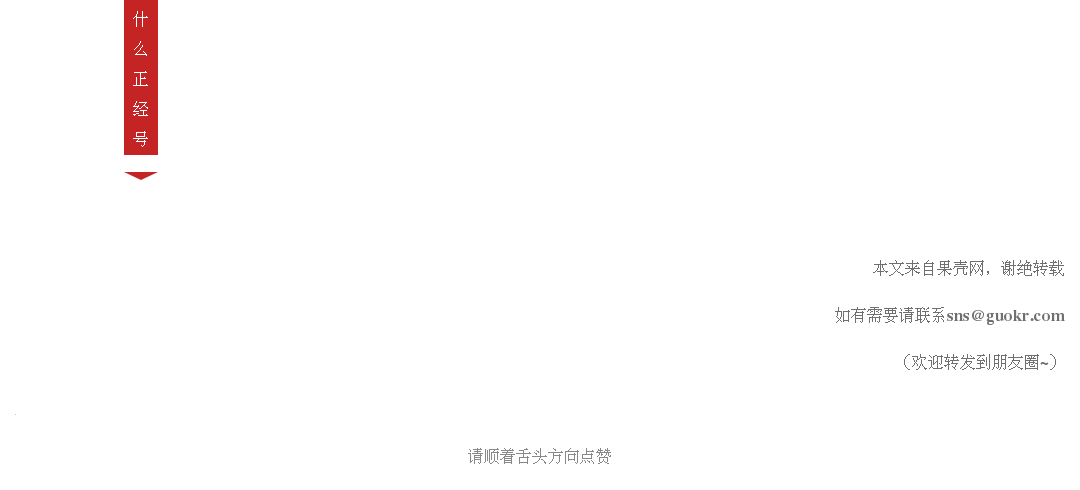 什么正经号
本文来自果壳网，谢绝转载
如有需要请联系sns@guokr.com
（欢迎转发到朋友圈~）
请顺着舌头方向点赞